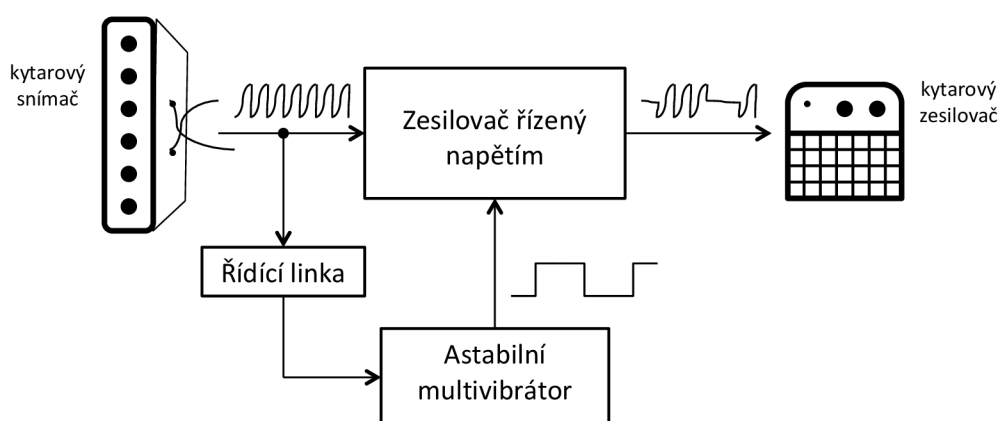 kytarový
snímač
Zesilovač řízený
napětím
kytarový
zesilovač
Řídící linka
Astabilní
multivibrátor